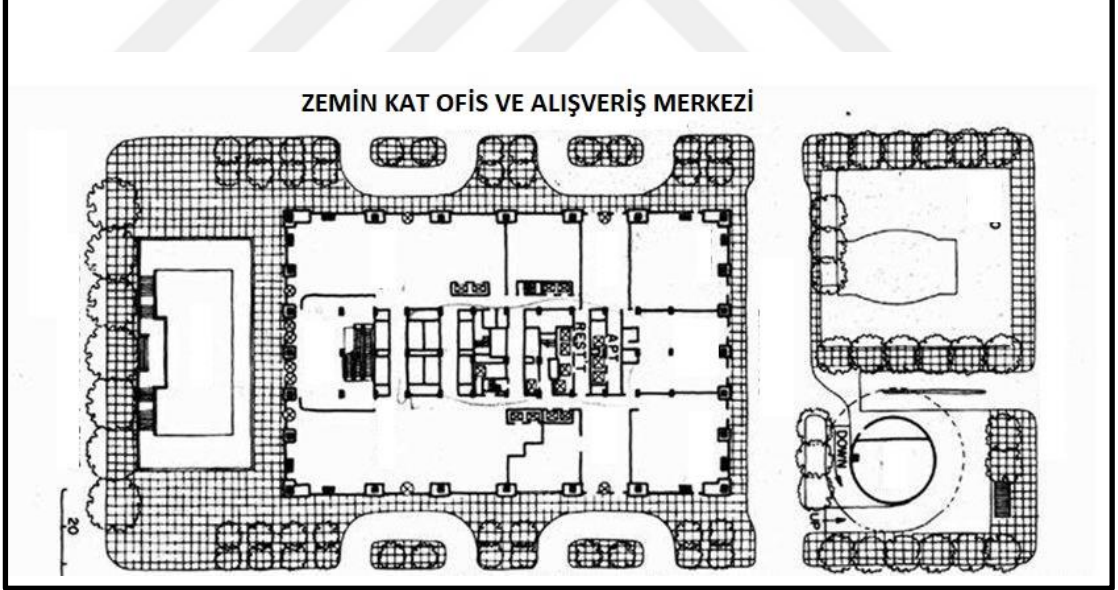 ZEMİN KAT OFİS VE ALIŞVERİŞ MERKEZİ
D
REST'T
APT
DOWN
UP
20